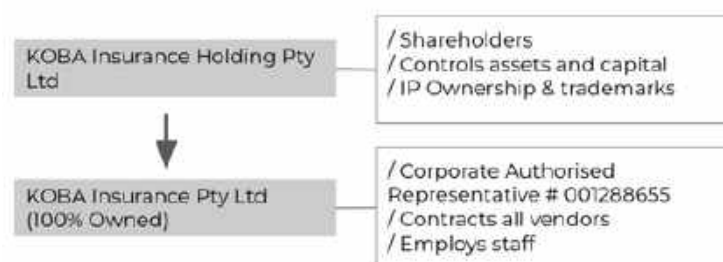 KOBA Insurance Holding Pty
Ltd
/ Shareholders
/ Controls assets and capital
/ IP Ownership & trademarks
KOBA Insurance Pty Ltd
(100% Owned)
/ Corporate Authorised
Representative # 001288655
/ Contracts all vendors
/ Employs staff